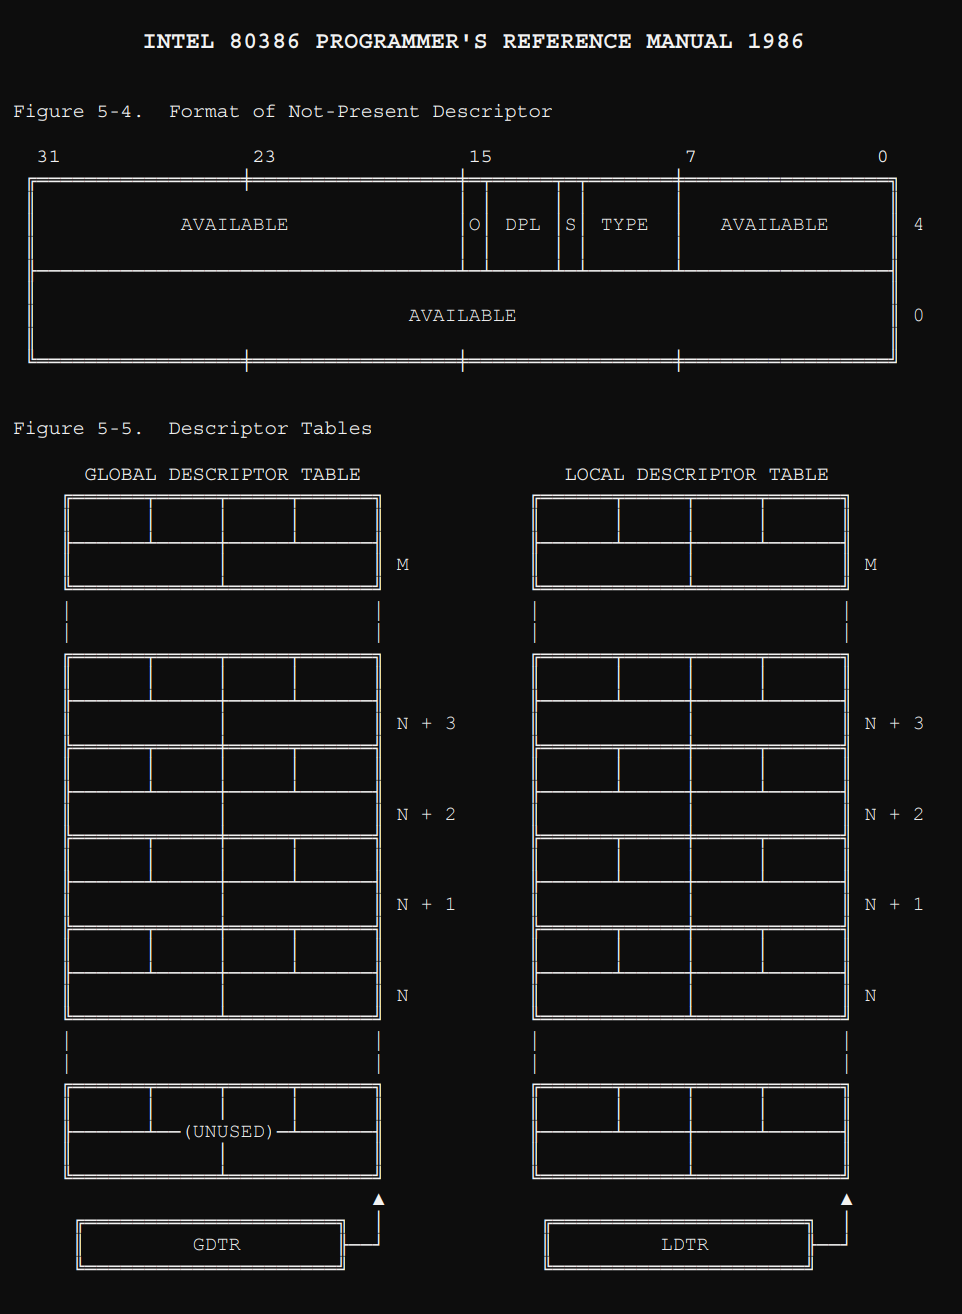 INTEL 80386 PROGRAMMER'S REFERENCE MANUAL 1986
Figure 5-4.  Format of Not-Present Descriptor
31 23 15 7 0
AVAILABLE O DPL S TYPE AVAILABLE 4
AVAILABLE 0
Figure 5-5.  Descriptor Tables
GLOBAL DESCRIPTOR TABLE LOCAL DESCRIPTOR TABLE
M M
N + 3 N + 3
N + 2 N + 2
N + 1 N + 1
N N
(UNUSED)
GDTR LDTR